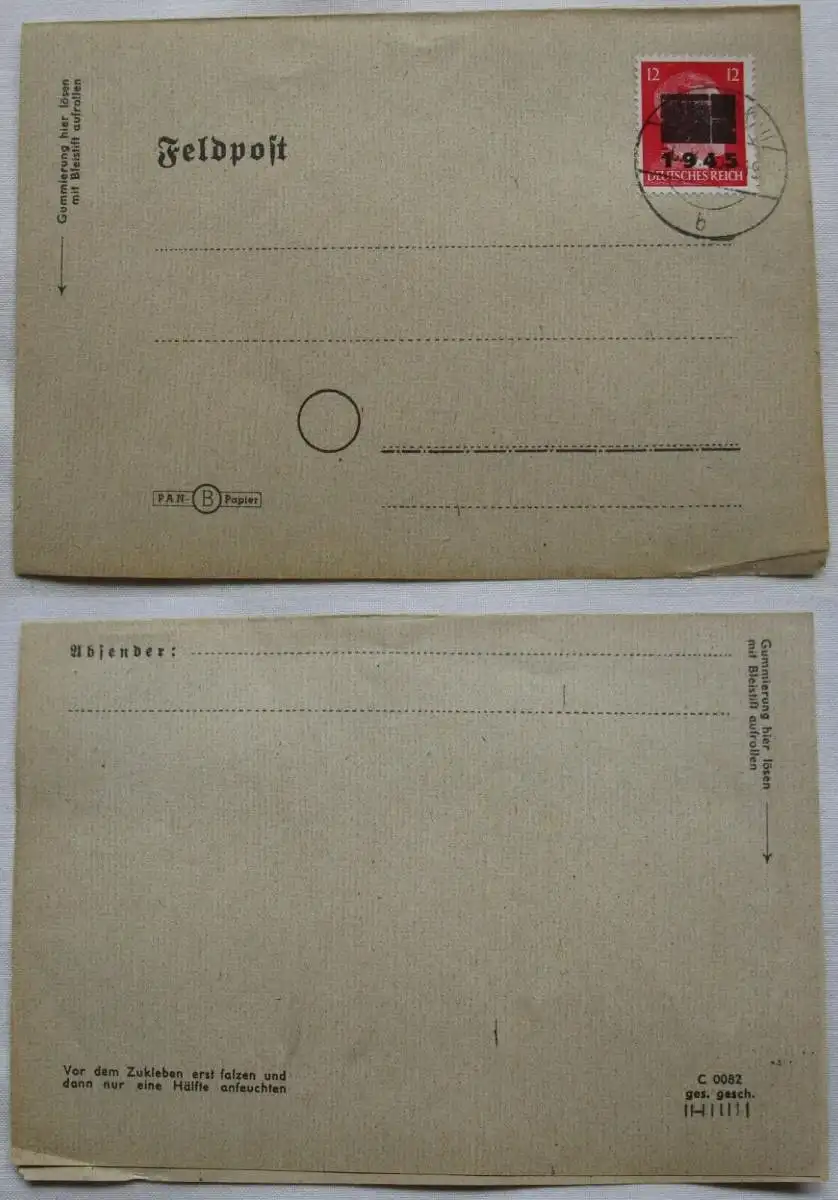 Gummierung hier lösen
mit Bleistift aufrollen
Feldpost
12 12
1945
DEUTSCHES REICH
b
PAN- B Papier
Absender:
Gummierung hier lösen
mit Bleistift aufrollen
Vor dem Zukleben erst falzen und
dann nur eine Hälfte anfeuchten
C 0082
ges. gesch.